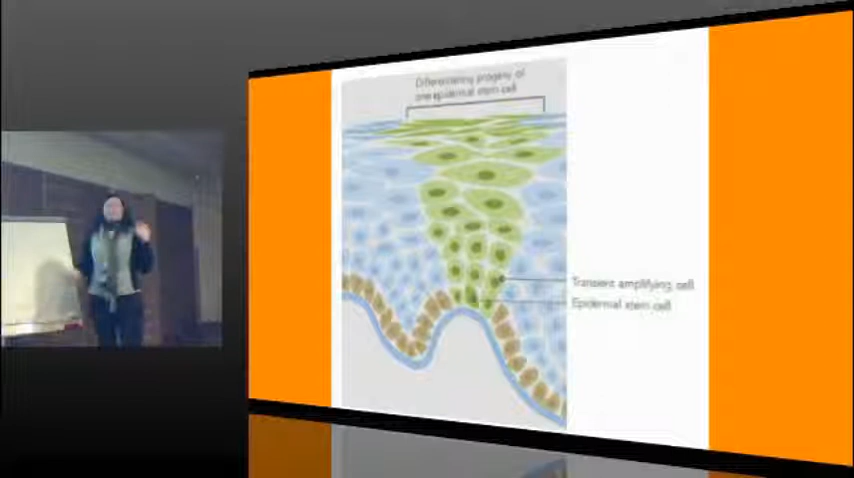 Differentiating progeny of
one epidermal stem cell
Transient amplifying cell
Epidermal stem cell